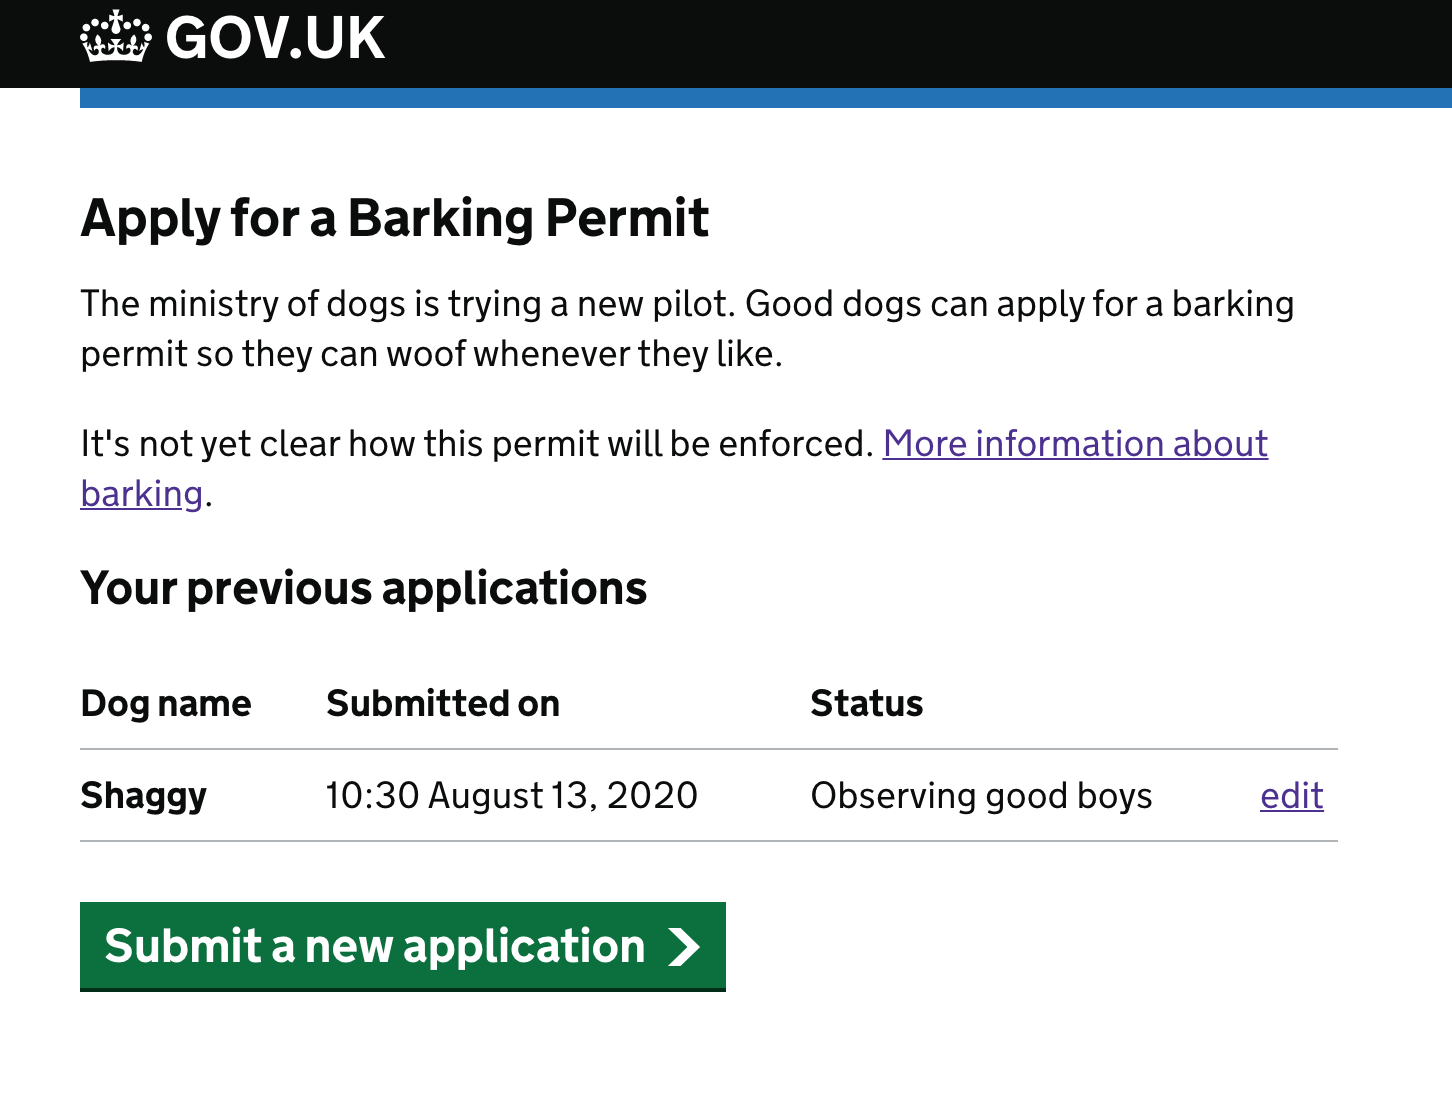 GOV.UK
Apply for a Barking Permit
The ministry of dogs is trying a new pilot. Good dogs can apply for a barking
permit so they can woof whenever they like.
It's not yet clear how this permit will be enforced. More information about
barking.
Your previous applications
Dog name Submitted on Status
Shaggy 10:30 August 13, 2020 Observing good boys edit
Submit a new application